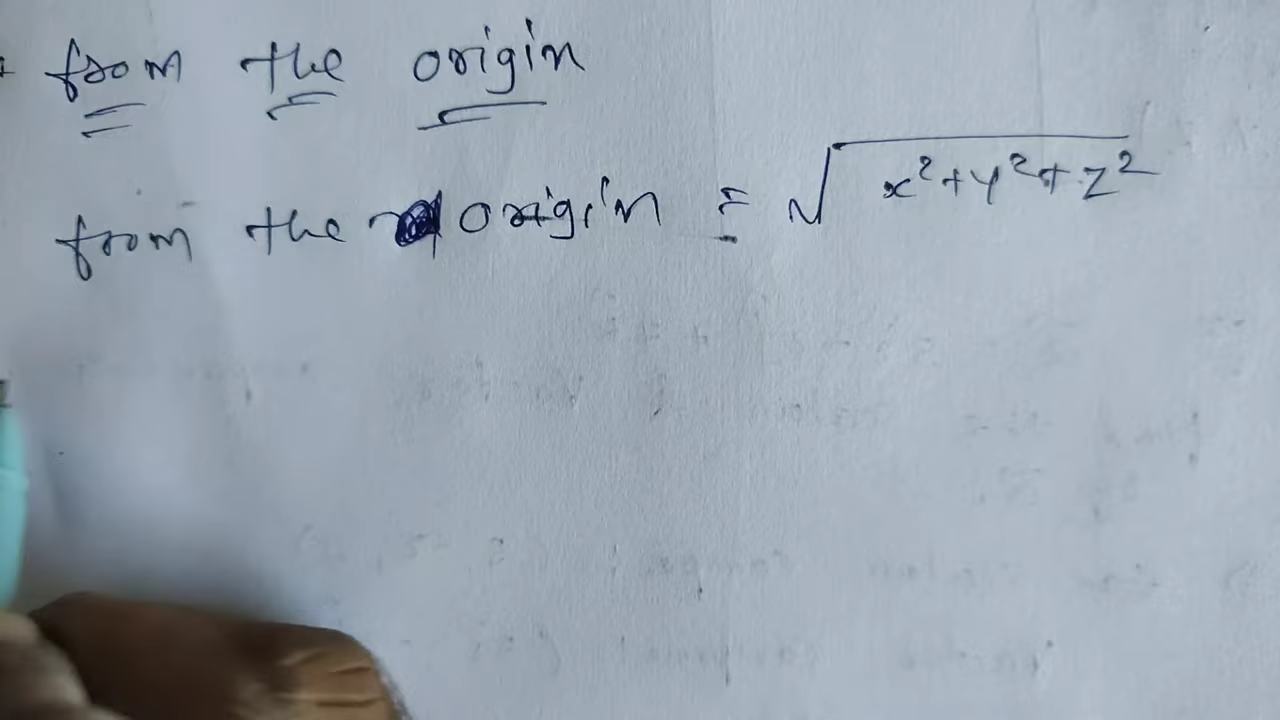 from the origin
from the origin = √x²+y²+z²